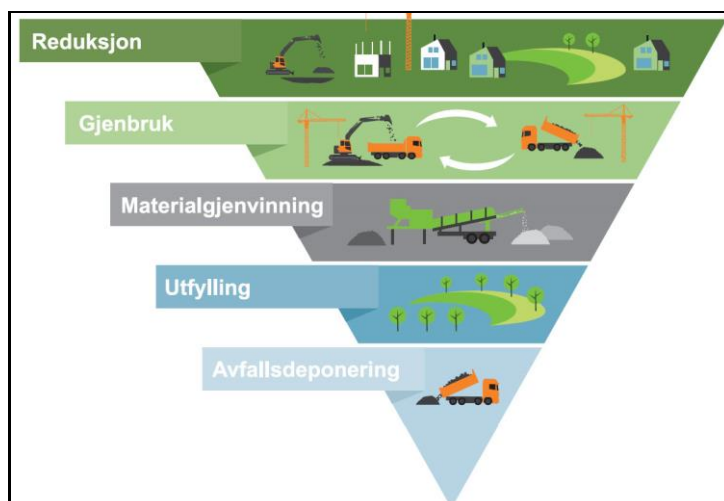 Reduksjon
Gjenbruk
Materialgjenvinning
Utfylling
Avfallsdeponering